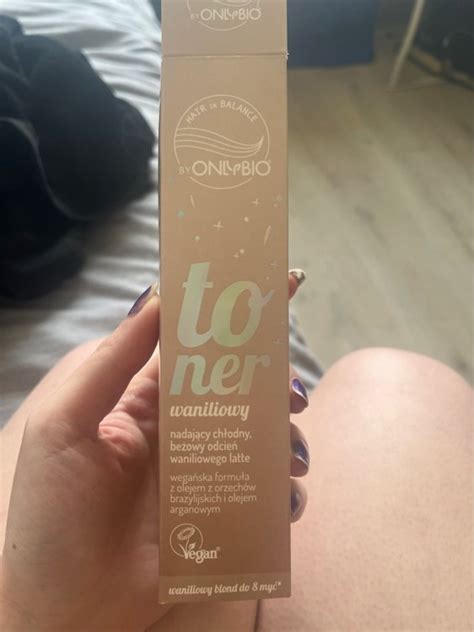 BY ONLYBIO
HAIR in BALANCE
BY ONLYBIO
to
ner
waniliowy
nadający chłodny,
beżowy odcień
waniliowego latte
wegańska formuła
z olejem z orzechów
brazylijskich i olejem
arganowym
Vegan
waniliowy blond do 8 myć*